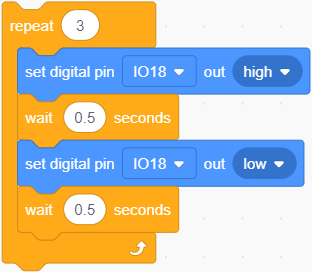 repeat 3
set digital pin IO18 out high
wait 0.5 seconds
set digital pin IO18 out low
wait 0.5 seconds